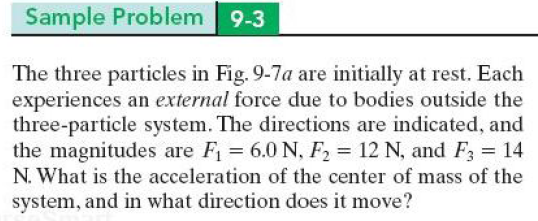 Sample Problem 9-3
The three particles in Fig. 9-7a are initially at rest. Each
experiences an external force due to bodies outside the
three-particle system. The directions are indicated, and
the magnitudes are F₁ = 6.0 N, F₂ = 12 N, and F₃ = 14
N. What is the acceleration of the center of mass of the
system, and in what direction does it move?